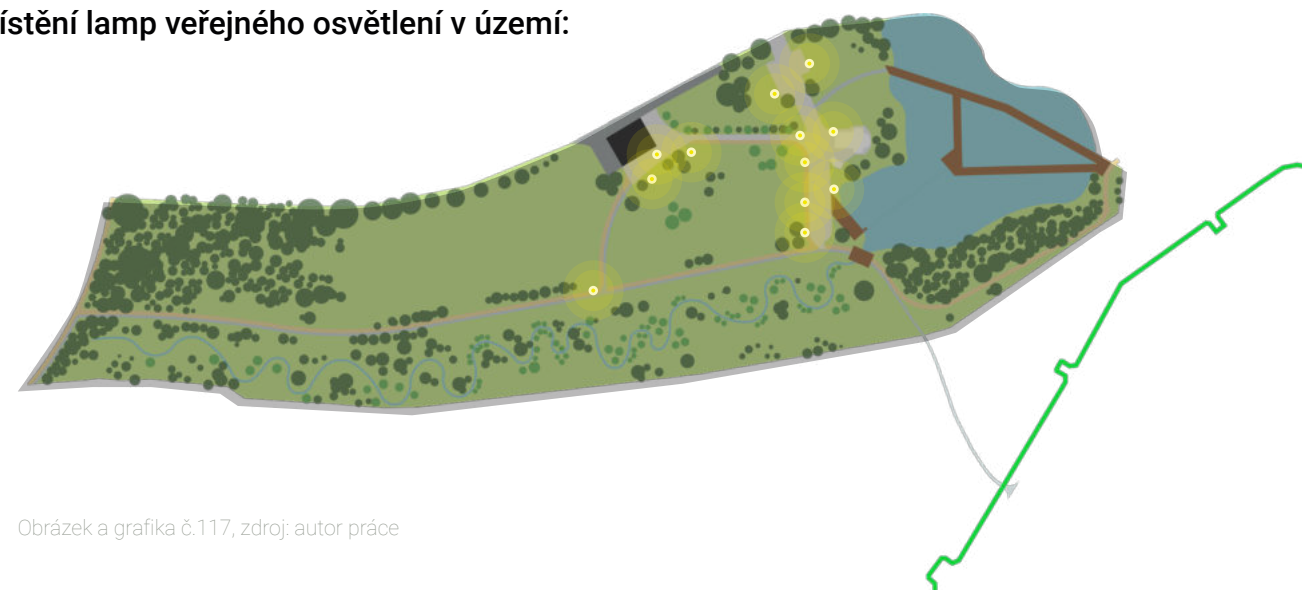 ístění lamp veřejného osvětlení v území:
Obrázek a grafika č.117, zdroj: autor práce